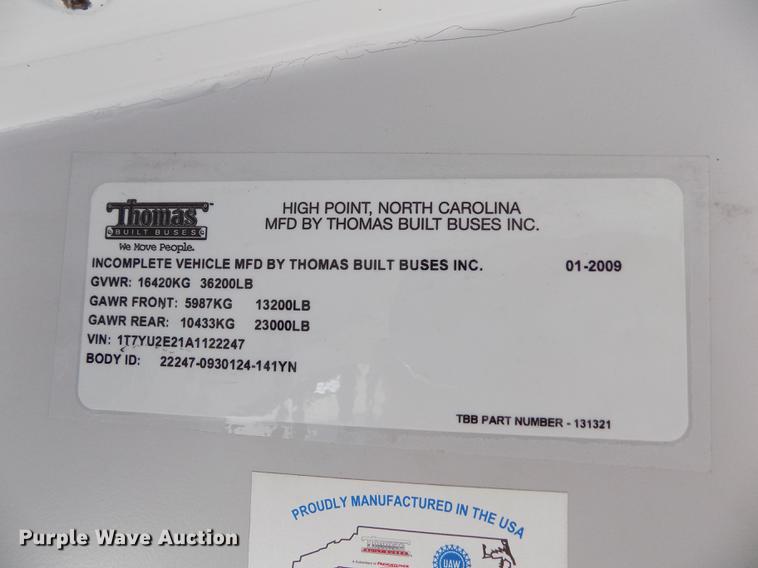 Thomas
BUILT BUSES
We Move People.
HIGH POINT, NORTH CAROLINA
MFD BY THOMAS BUILT BUSES INC.
INCOMPLETE VEHICLE MFD BY THOMAS BUILT BUSES INC. 01-2009
GVWR: 16420KG 36200LB
GAWR FRONT: 5987KG 13200LB
GAWR REAR: 10433KG 23000LB
VIN: 1T7YU2E21A1122247
BODY ID: 22247-0930124-141YN
TBB PART NUMBER - 131321
PROUDLY MANUFACTURED IN THE USA
Thomas
BUILT BUSES
UAW
Purple Wave Auction